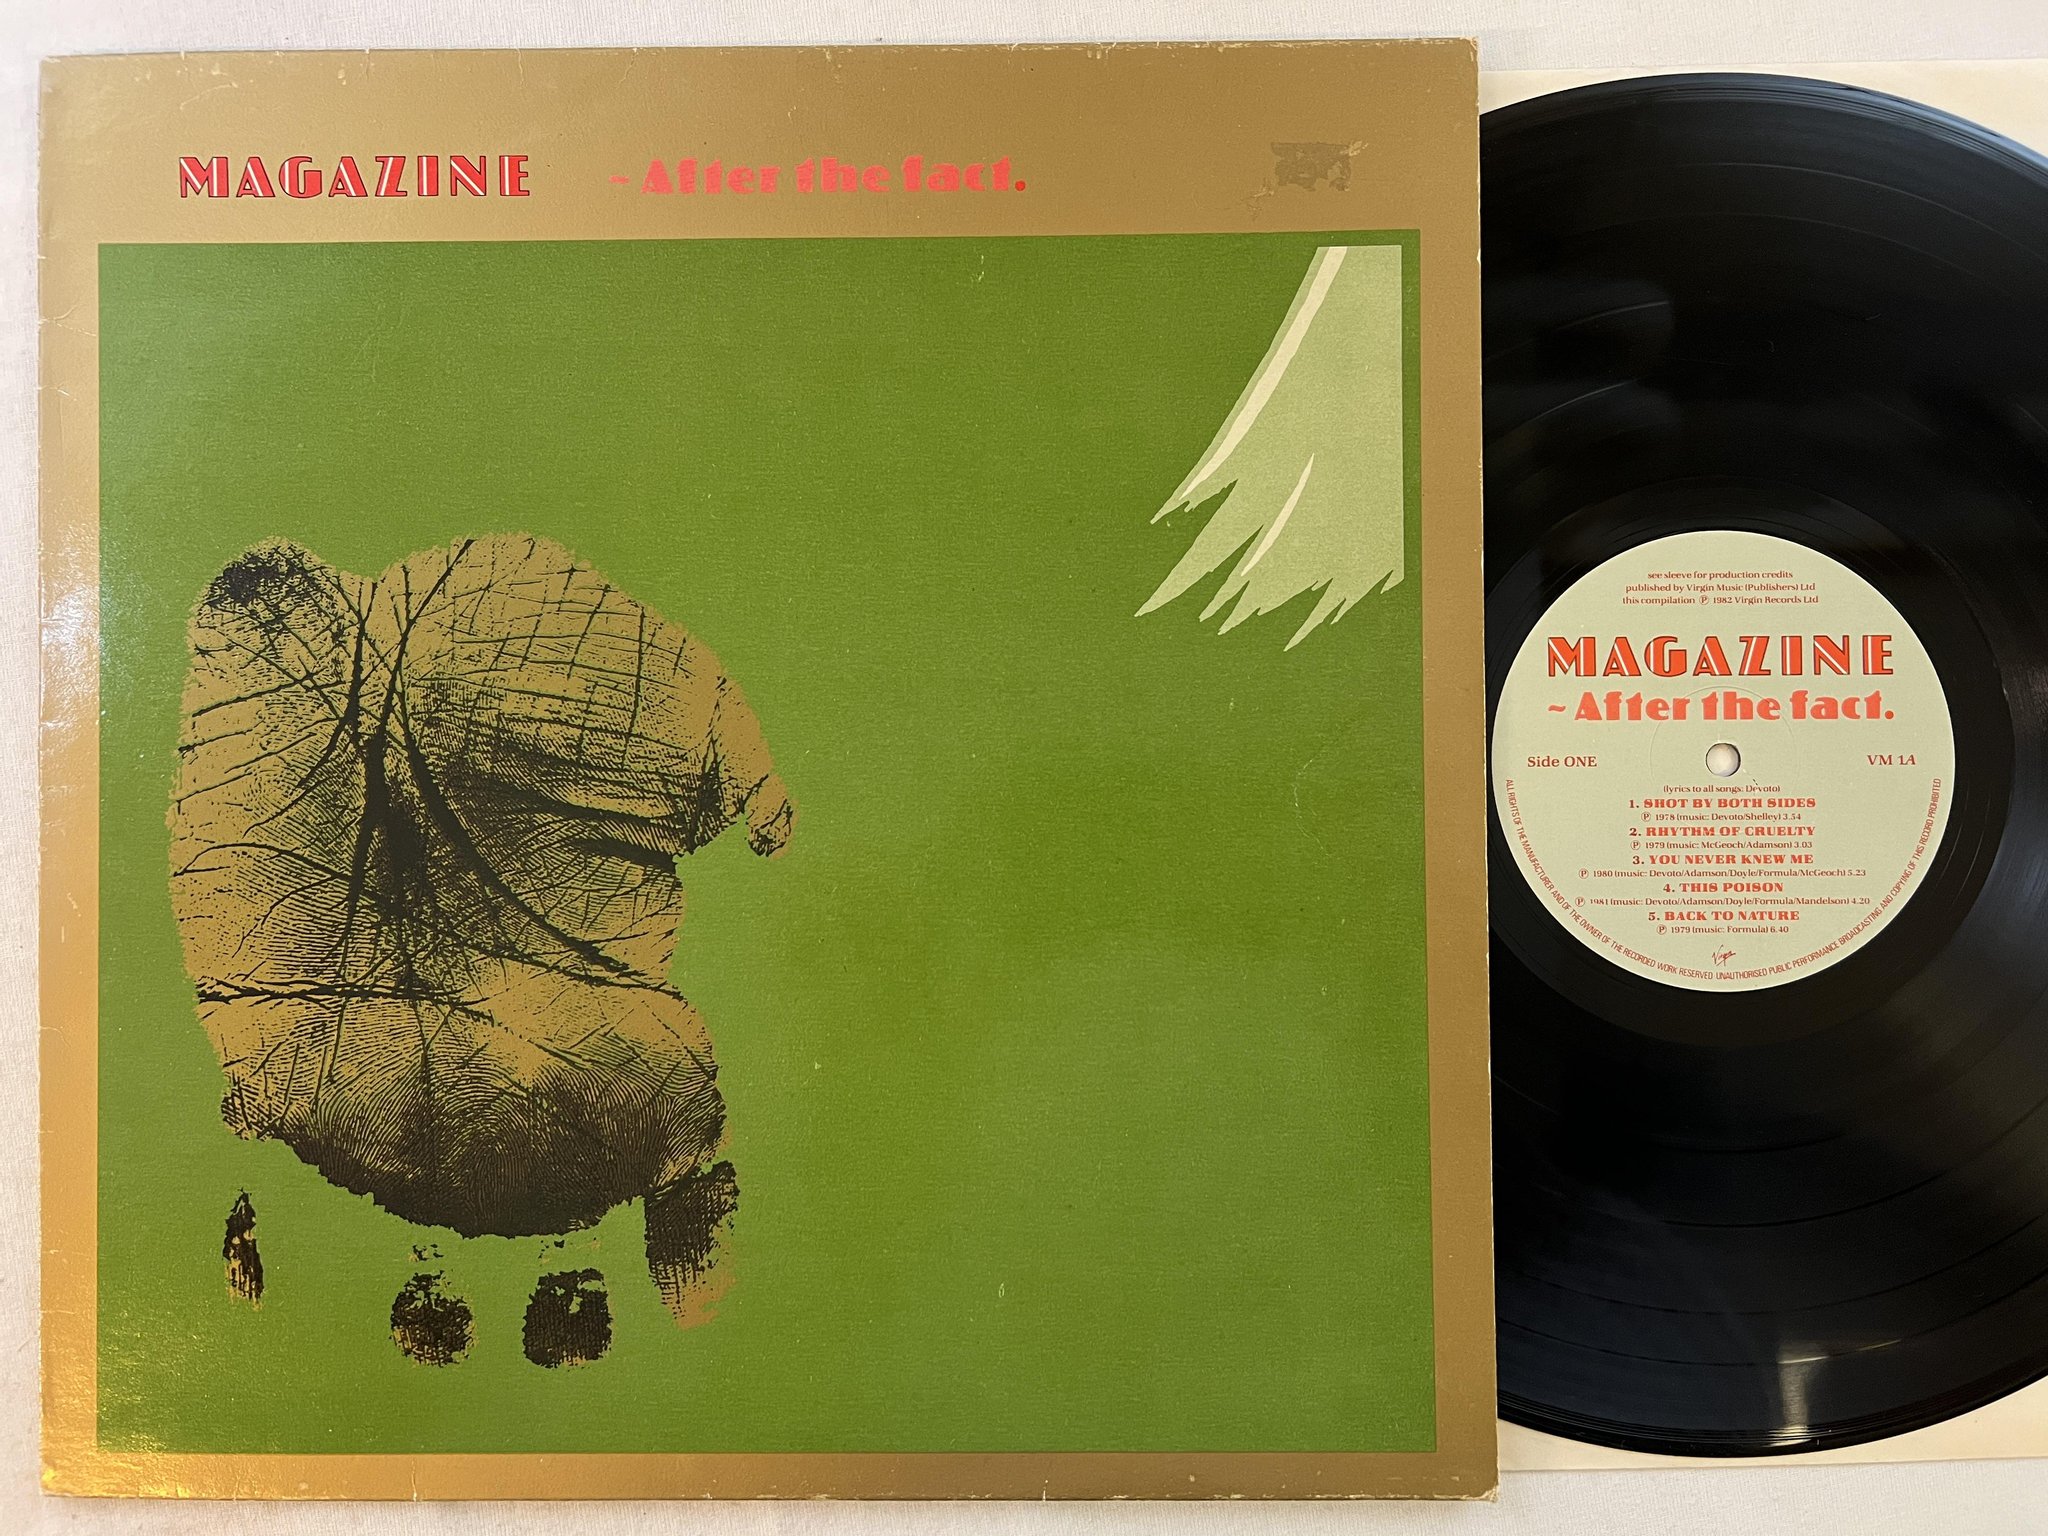 MAGAZINE ~ After the fact.
see sleeve for production credits
published by Virgin Music (Publishers) Ltd
this compilation Ⓟ 1982 Virgin Records Ltd
MAGAZINE
~ After the fact.
Side ONE VM 1A
(lyrics to all songs: Devoto)
1. SHOT BY BOTH SIDES
Ⓟ 1978 (music: Devoto/Shelley) 3.54
2. RHYTHM OF CRUELTY
Ⓟ 1979 (music: McGeoch/Adamson) 3.03
3. YOU NEVER KNEW ME
Ⓟ 1980 (music: Devoto/Adamson/Doyle/Formula/McGeoch) 5.23
4. THIS POISON
Ⓟ 1981 (music: Devoto/Adamson/Doyle/Formula/Mandelson) 4.20
5. BACK TO NATURE
Ⓟ 1979 (music: Formula) 6.40
Virgin
ALL RIGHTS OF THE MANUFACTURER AND OF THE OWNER OF THE RECORDED WORK RESERVED UNAUTHORISED PUBLIC PERFORMANCE BROADCASTING AND COPYING OF THIS RECORD PROHIBITED